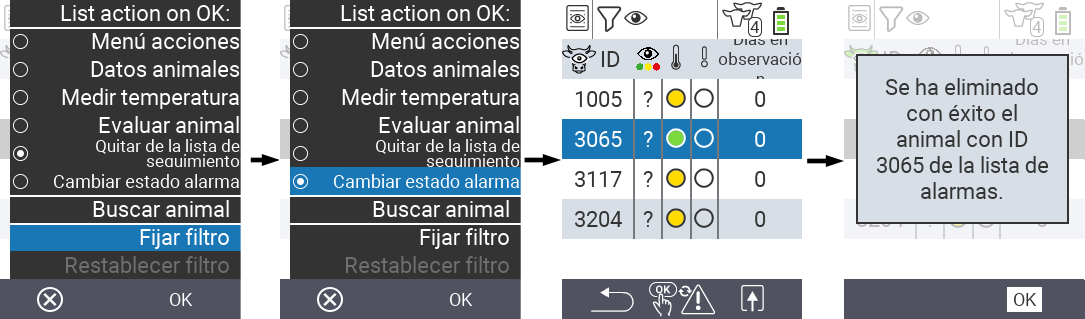 List action on OK:
Menú acciones
Datos animales
Medir temperatura
Evaluar animal
Quitar de la lista de
seguimiento
Cambiar estado alarma
Buscar animal
Fijar filtro
Restablecer filtro
OK
List action on OK:
Menú acciones
Datos animales
Medir temperatura
Evaluar animal
Quitar de la lista de
seguimiento
Cambiar estado alarma
Buscar animal
Fijar filtro
Restablecer filtro
OK
4
ID
Días en
observació
n
1005 ? 0
3065 ? 0
3117 ? 0
3204 ? 0
OK
4
ID
Días en
observació
Se ha eliminado
con éxito el
animal con ID
3065 de la lista de
alarmas.
3204 ? 0
OK